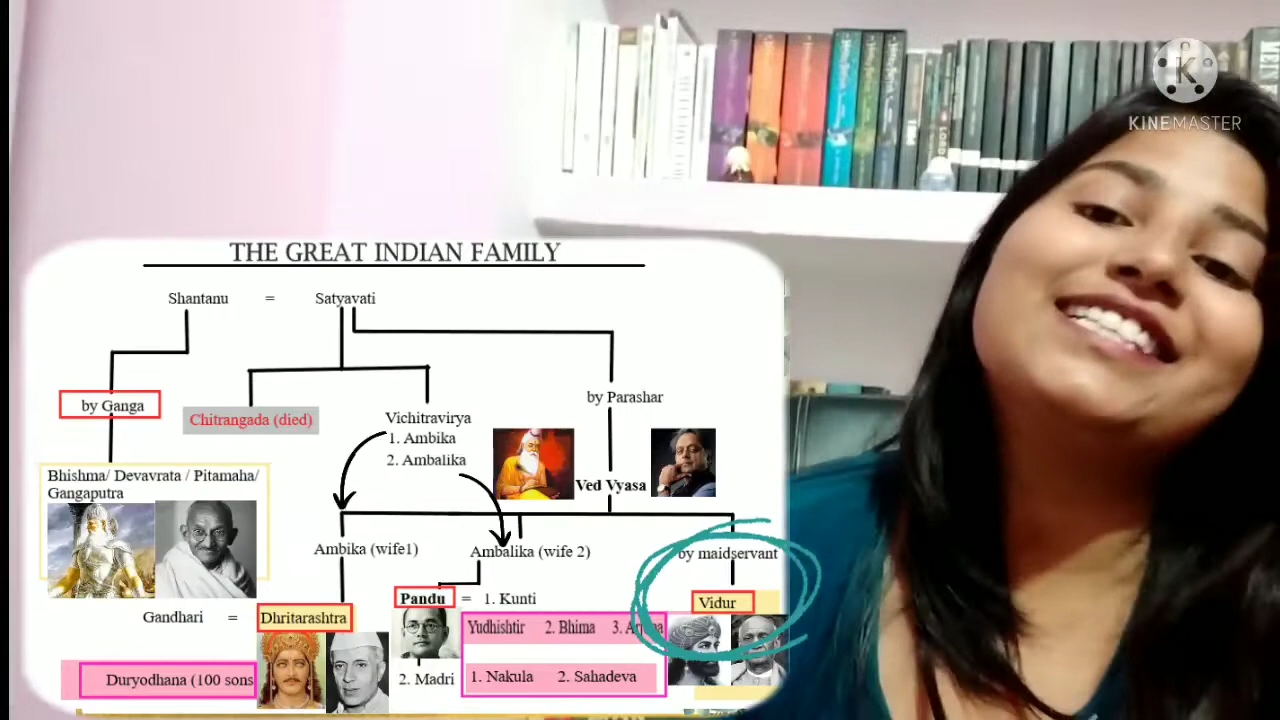 KINEMASTER
THE GREAT INDIAN FAMILY
Shantanu = Satyavati
by Ganga
Chitrangada (died)
Vichitravirya
1. Ambika
2. Ambalika
by Parashar
Bhishma/ Devavrata / Pitamaha/
Gangaputra
Ved Vyasa
Ambika (wife1)
Ambalika (wife 2)
by maidservant
Gandhari = Dhritarashtra
Pandu = 1. Kunti
Vidur
Yudhishtir 2. Bhima 3. Arjuna
Duryodhana (100 sons
2. Madri
1. Nakula 2. Sahadeva